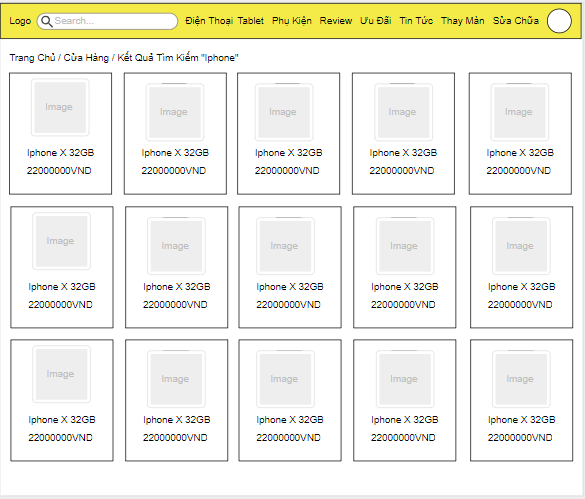 Logo Search... Điện Thoại Tablet Phụ Kiện Review Ưu Đãi Tin Tức Thay Màn Sửa Chữa
Trang Chủ / Cửa Hàng / Kết Quả Tìm Kiếm "Iphone"
Image Image Image Image Image
Iphone X 32GB Iphone X 32GB Iphone X 32GB Iphone X 32GB Iphone X 32GB
22000000VND 22000000VND 22000000VND 22000000VND 22000000VND
Image Image Image Image Image
Iphone X 32GB Iphone X 32GB Iphone X 32GB Iphone X 32GB Iphone X 32GB
22000000VND 22000000VND 22000000VND 22000000VND 22000000VND
Image Image Image Image Image
Iphone X 32GB Iphone X 32GB Iphone X 32GB Iphone X 32GB Iphone X 32GB
22000000VND 22000000VND 22000000VND 22000000VND 22000000VND